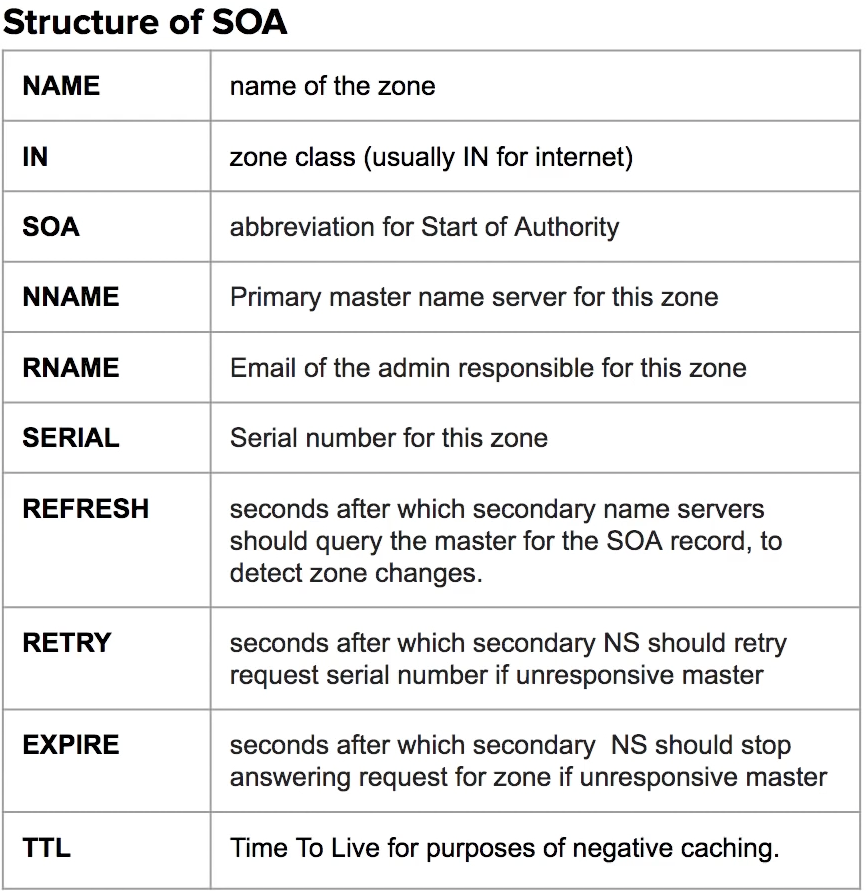 Structure of SOA
NAME name of the zone
IN zone class (usually IN for internet)
SOA abbreviation for Start of Authority
NNAME Primary master name server for this zone
RNAME Email of the admin responsible for this zone
SERIAL Serial number for this zone
REFRESH seconds after which secondary name servers
should query the master for the SOA record, to
detect zone changes.
RETRY seconds after which secondary NS should retry
request serial number if unresponsive master
EXPIRE seconds after which secondary  NS should stop
answering request for zone if unresponsive master
TTL Time To Live for purposes of negative caching.